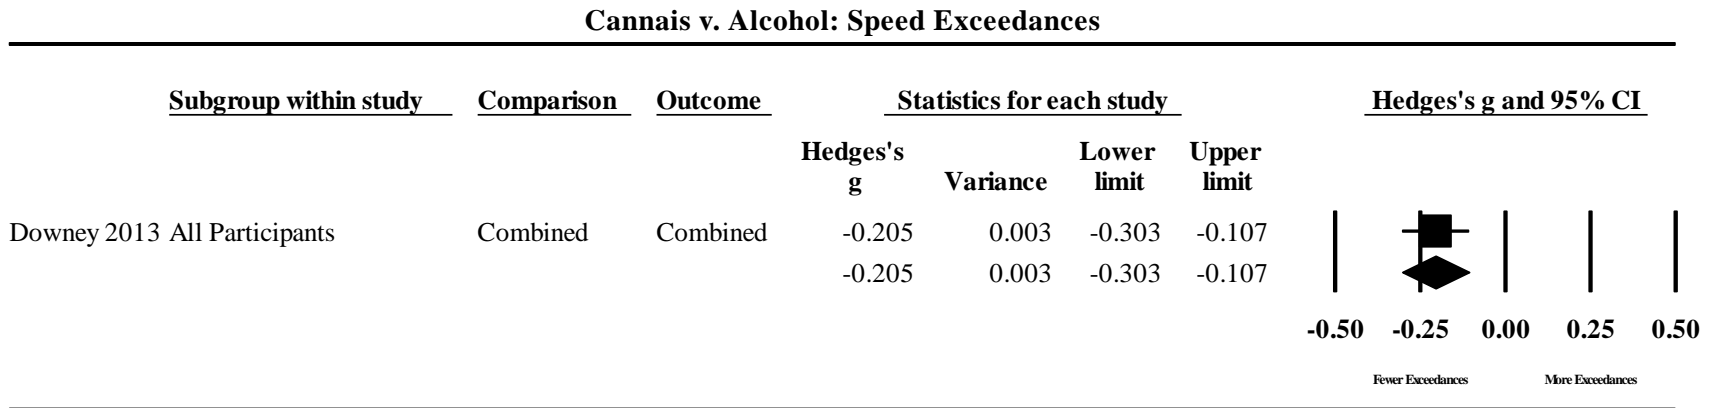 Cannais v. Alcohol: Speed Exceedances
Subgroup within study Comparison Outcome Statistics for each study Hedges's g and 95% CI
Hedges's Lower Upper
g Variance limit limit
Downey 2013 All Participants Combined Combined -0.205 0.003 -0.303 -0.107
-0.205 0.003 -0.303 -0.107
-0.50 -0.25 0.00 0.25 0.50
Fewer Exceedances More Exceedances